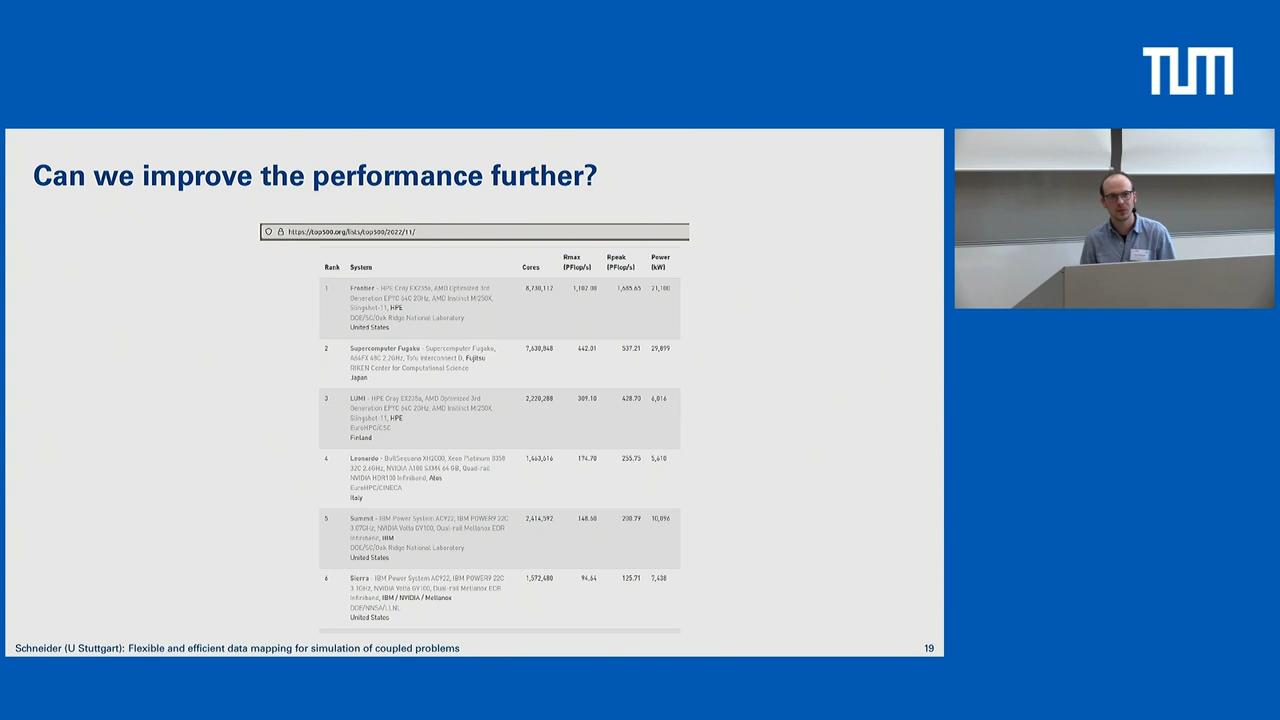 TUM
Can we improve the performance further?
https://top500.org/lists/top500/2022/11/
Rank System Cores Rmax (PFlop/s) Rpeak (PFlop/s) Power (kW)
1 Frontier - HPE Cray EX235a, AMD Optimized 3rd 8,730,112 1,102.00 1,685.65 21,100
Generation EPYC 64C 2GHz, AMD Instinct MI250X,
Slingshot-11, HPE
DOE/SC/Oak Ridge National Laboratory
United States
2 Supercomputer Fugaku - Supercomputer Fugaku, 7,630,848 442.01 537.21 29,899
A64FX 48C 2.2GHz, Tofu interconnect D, Fujitsu
RIKEN Center for Computational Science
Japan
3 LUMI - HPE Cray EX235a, AMD Optimized 3rd 2,220,288 309.10 428.70 6,016
Generation EPYC 64C 2GHz, AMD Instinct MI250X,
Slingshot-11, HPE
EuroHPC/CSC
Finland
4 Leonardo - BullSequana XH2000, Xeon Platinum 8358 1,463,616 174.70 255.75 5,610
32C 2.6GHz, NVIDIA A100 SXM4 64 GB, Quad-rail
NVIDIA HDR100 Infiniband, Atos
EuroHPC/CINECA
Italy
5 Summit - IBM Power System AC922, IBM POWER9 22C 2,414,592 148.60 200.79 10,096
3.07GHz, NVIDIA Volta GV100, Dual-rail Mellanox EDR
Infiniband, IBM
DOE/SC/Oak Ridge National Laboratory
United States
6 Sierra - IBM Power System AC922, IBM POWER9 22C 1,572,480 94.64 125.71 7,438
3.1GHz, NVIDIA Volta GV100, Dual-rail Mellanox EDR
Infiniband, IBM / NVIDIA / Mellanox
DOE/NNSA/LLNL
United States
Schneider (U Stuttgart): Flexible and efficient data mapping for simulation of coupled problems 19